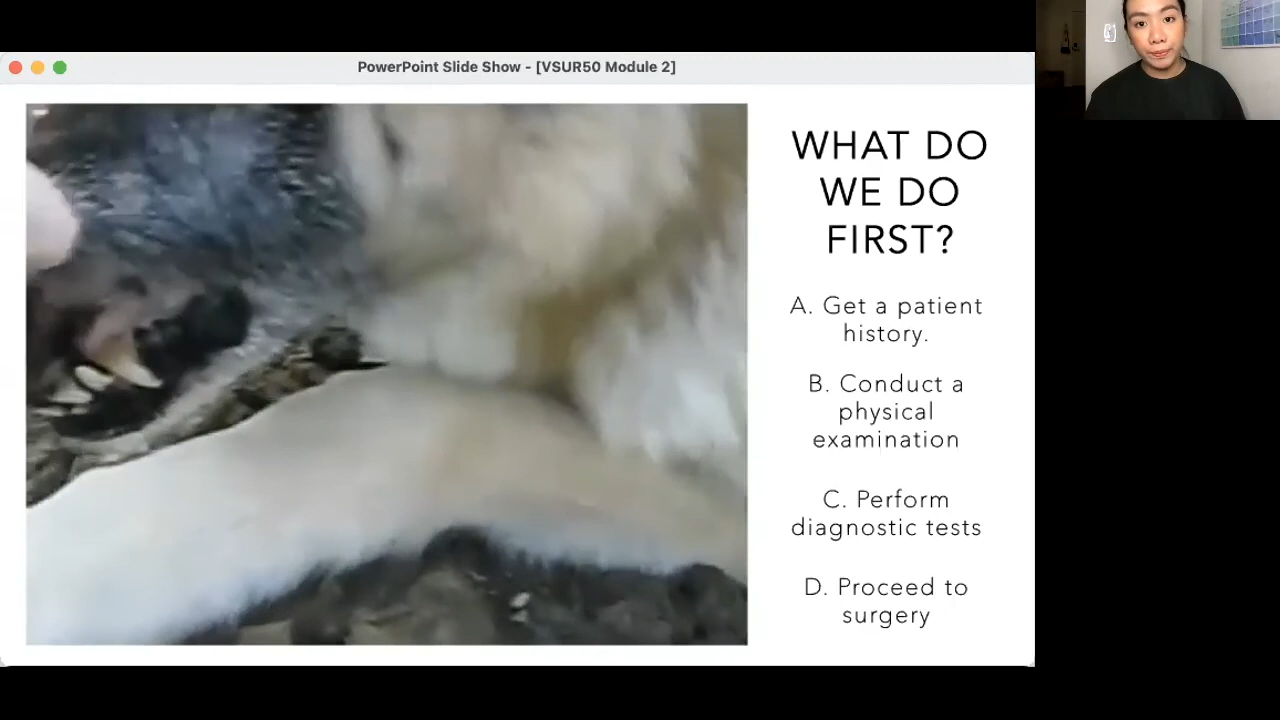 PowerPoint Slide Show - [VSUR50 Module 2]
WHAT DO
WE DO
FIRST?
A. Get a patient
history.
B. Conduct a
physical
examination
C. Perform
diagnostic tests
D. Proceed to
surgery